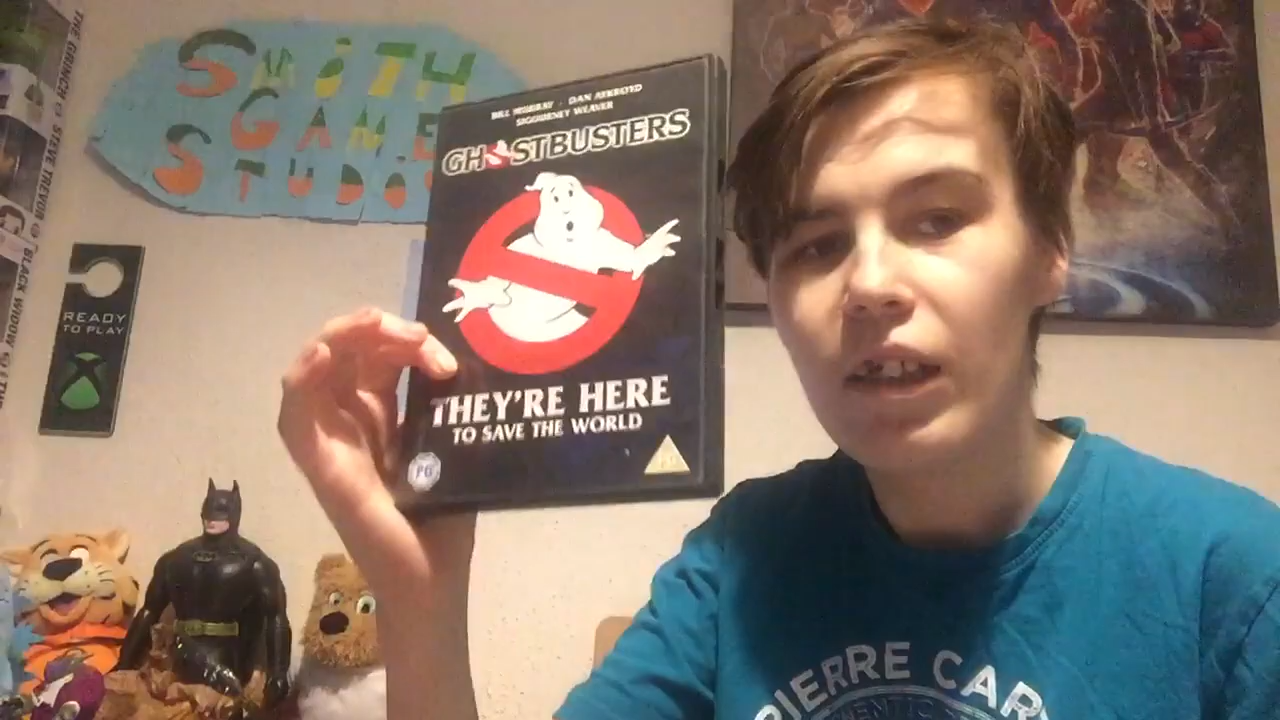 SMITH
GAME
STUDIO
THE GRINCH
STEVE TREVOR
BLACK WIDOW
READY
TO PLAY
BILL MURRAY · DAN AYKROYD
SIGOURNEY WEAVER
GHOSTBUSTERS
THEY'RE HERE
TO SAVE THE WORLD
PG
PG
PIERRE CAR